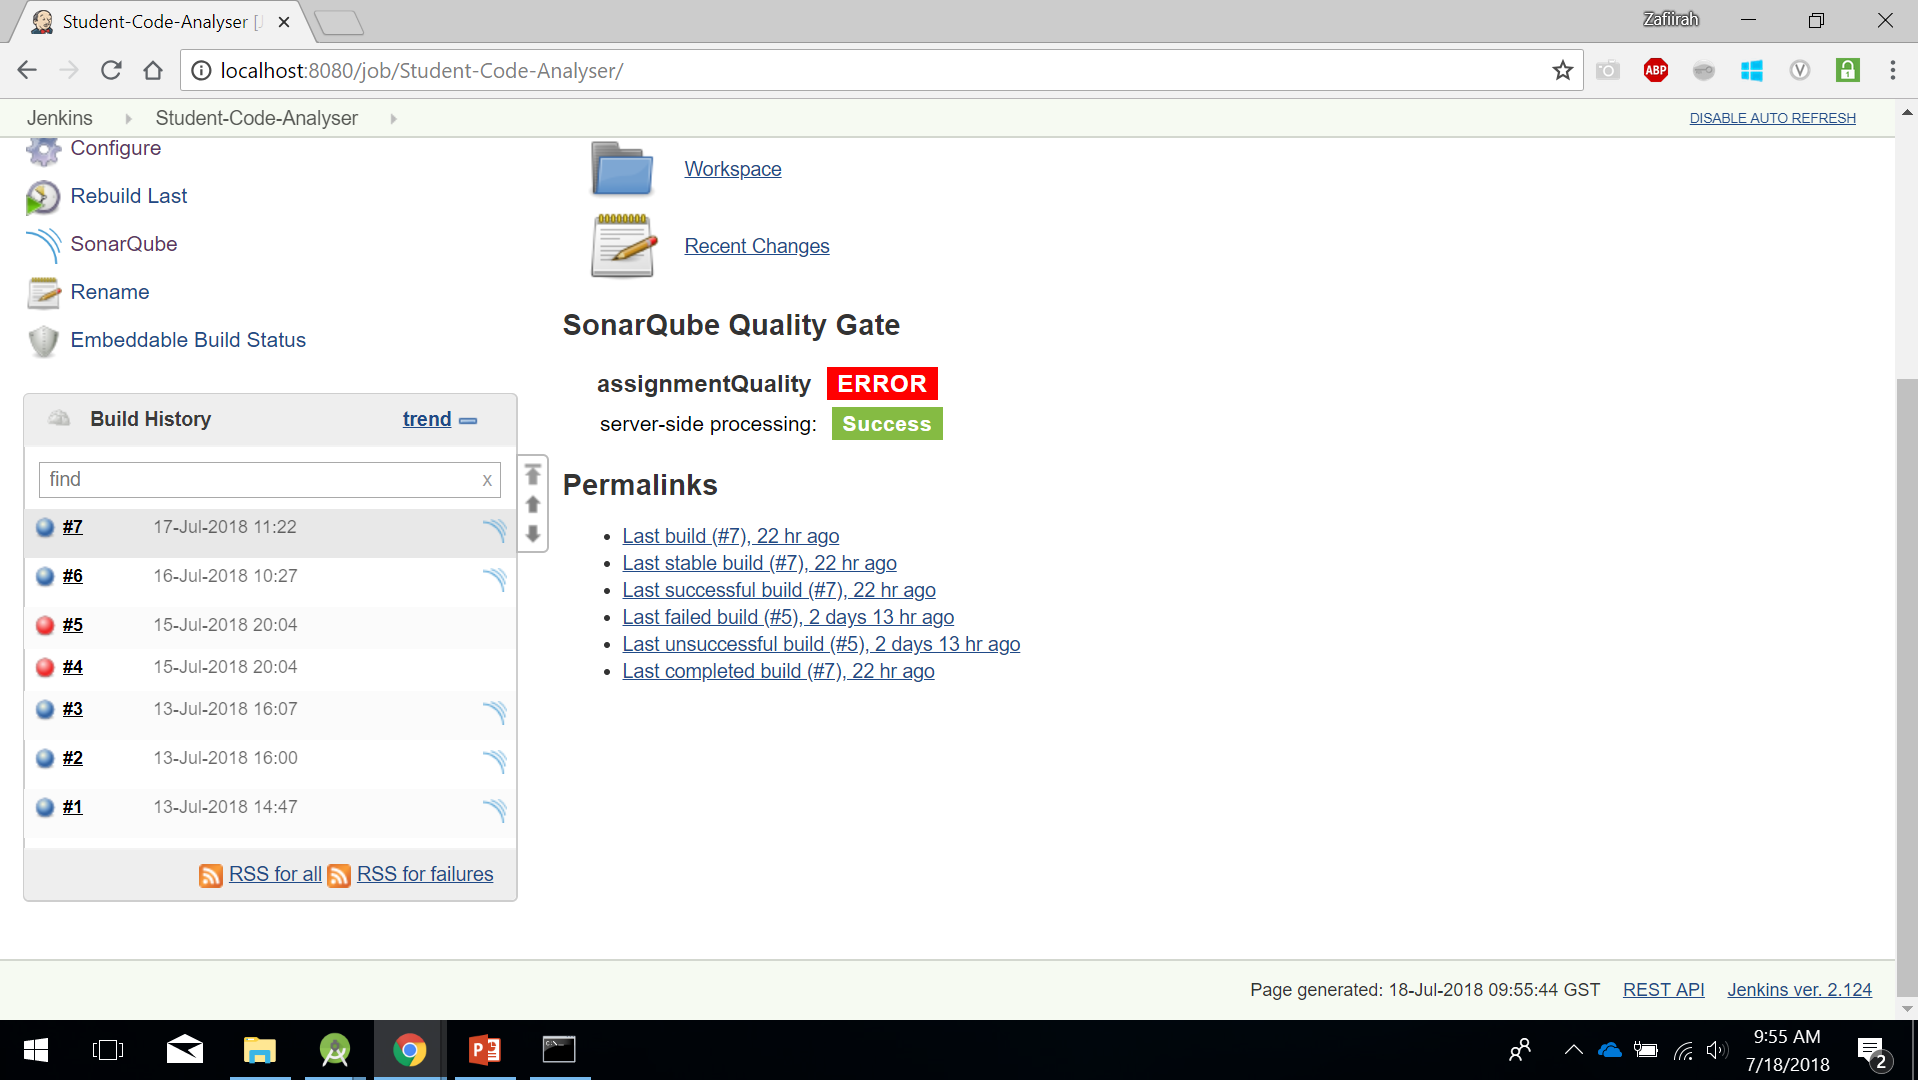 Student-Code-Analyser [J
Zafiirah
localhost:8080/job/Student-Code-Analyser/
ABP
Jenkins
Student-Code-Analyser
DISABLE AUTO REFRESH
Configure
Rebuild Last
SonarQube
Rename
Embeddable Build Status
Build History
trend
find
x
#7 17-Jul-2018 11:22
#6 16-Jul-2018 10:27
#5 15-Jul-2018 20:04
#4 15-Jul-2018 20:04
#3 13-Jul-2018 16:07
#2 13-Jul-2018 16:00
#1 13-Jul-2018 14:47
RSS for all RSS for failures
Workspace
Recent Changes
SonarQube Quality Gate
assignmentQuality ERROR
server-side processing: Success
Permalinks
Last build (#7), 22 hr ago
Last stable build (#7), 22 hr ago
Last successful build (#7), 22 hr ago
Last failed build (#5), 2 days 13 hr ago
Last unsuccessful build (#5), 2 days 13 hr ago
Last completed build (#7), 22 hr ago
Page generated: 18-Jul-2018 09:55:44 GST REST API Jenkins ver. 2.124
9:55 AM
7/18/2018
2